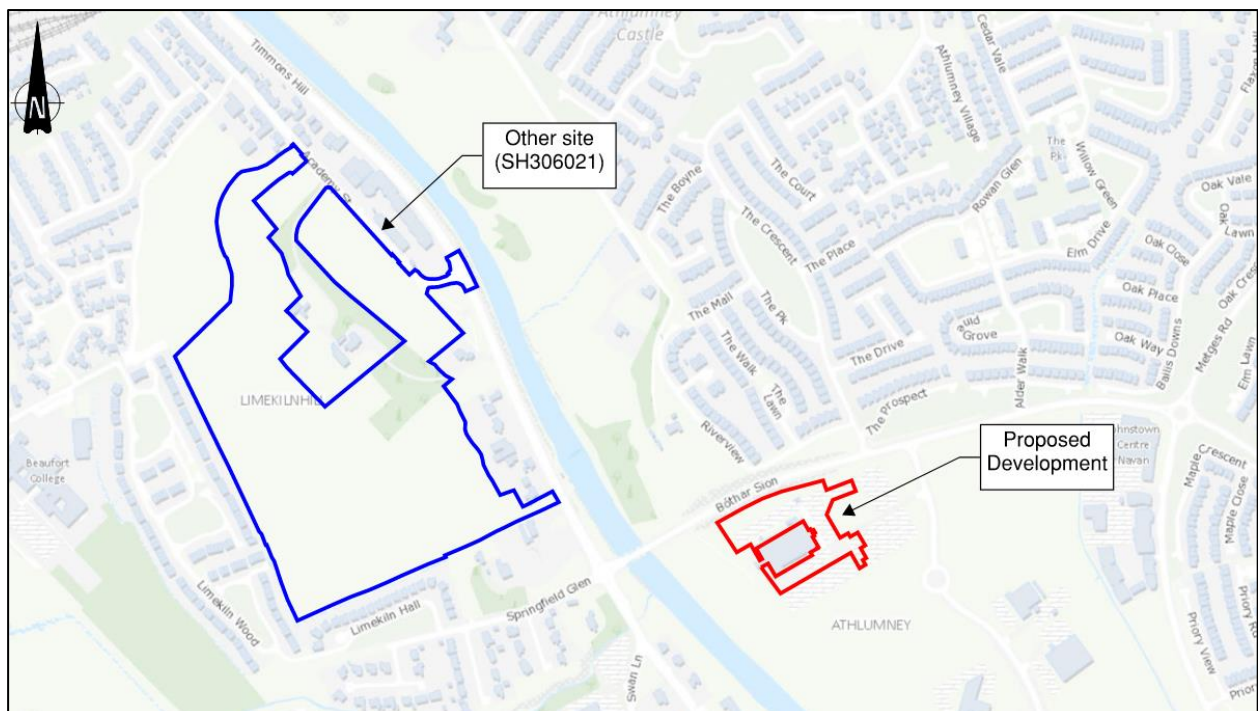 N
Timmons Hill
Athlumney
Castle
Cedar Vale
Athlumney Village
Other site
(SH306021)
Academy St
The Boyne
The Court
The Crescent
The Place
Rowan Glen
Willow Green
Oak Vale
Elm Drive
Oak Close
Oak Place
Oak Way
The Mall
The Pk
The Walk
The Drive
Grove
The
Lawn
The Prospect
Alder Walk
Ballis Downs
Metges Rd
Elm Lawn
LIMEKILNHILL
Riverview
Beaufort
College
Proposed
Development
Johnstown
Centre
Navan
Maple Crescent
Maple Close
Bóthar Sion
Limekiln Wood
Limekiln Hall
Springfield Glen
Swan Ln
ATHLUMNEY
Priory View